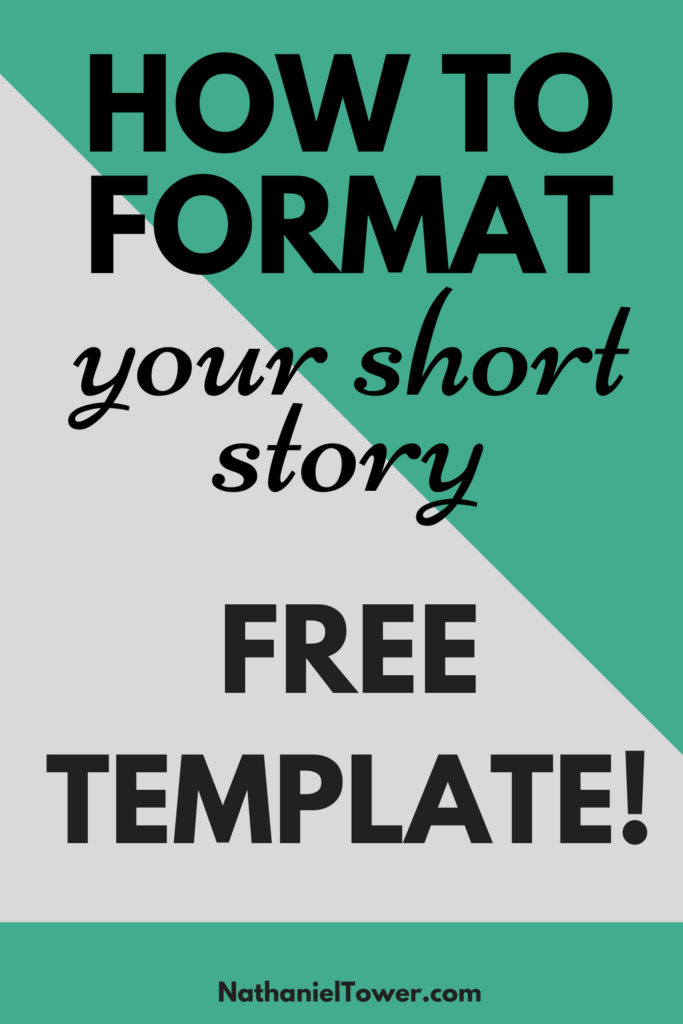 HOW TO
FORMAT
your short
story
FREE
TEMPLATE!
NathanielTower.com